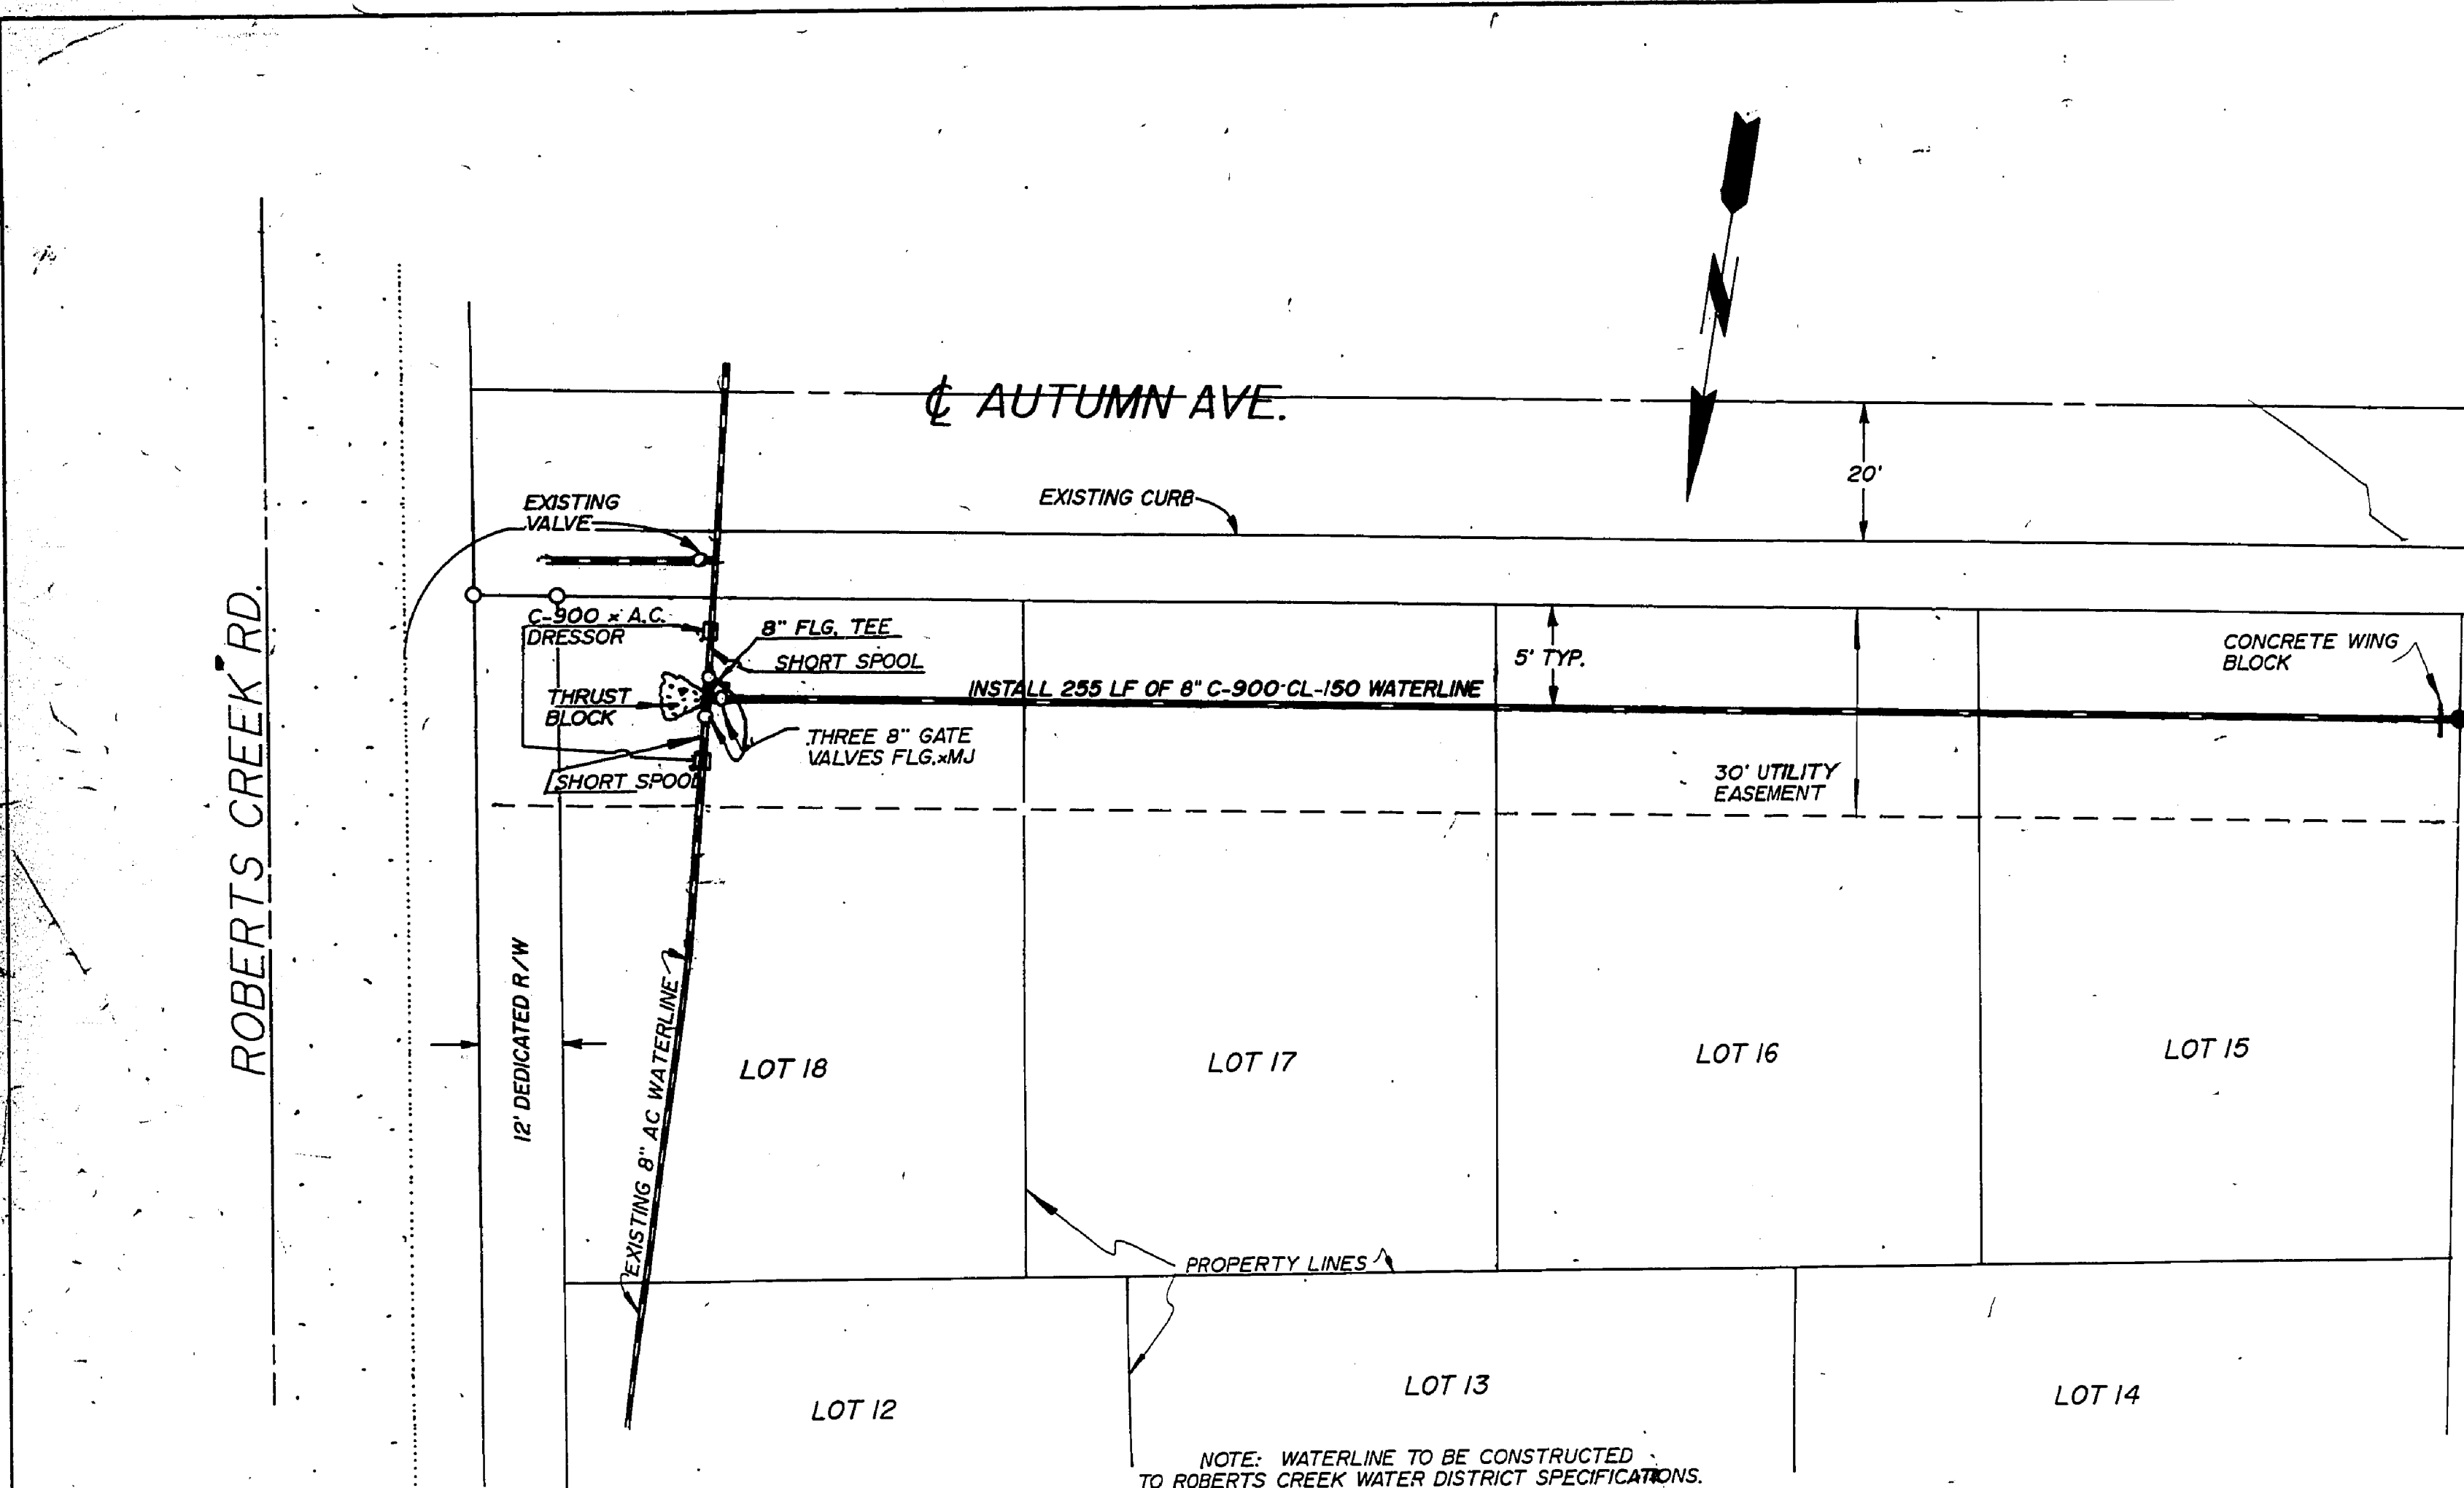 N
℄ AUTUMN AVE.
20'
EXISTING
VALVE
EXISTING CURB
ROBERTS CREEK RD.
C-900 x A.C.
DRESSOR
8" FLG. TEE
SHORT SPOOL
THRUST
BLOCK
INSTALL 255 LF OF 8" C-900-CL-150 WATERLINE
5' TYP.
CONCRETE WING
BLOCK
THREE 8" GATE
VALVES FLG.xMJ
SHORT SPOOL
30' UTILITY
EASEMENT
12' DEDICATED R/W
EXISTING 8" AC WATERLINE
LOT 18
LOT 17
LOT 16
LOT 15
PROPERTY LINES
LOT 12
LOT 13
LOT 14
NOTE: WATERLINE TO BE CONSTRUCTED
TO ROBERTS CREEK WATER DISTRICT SPECIFICATIONS.